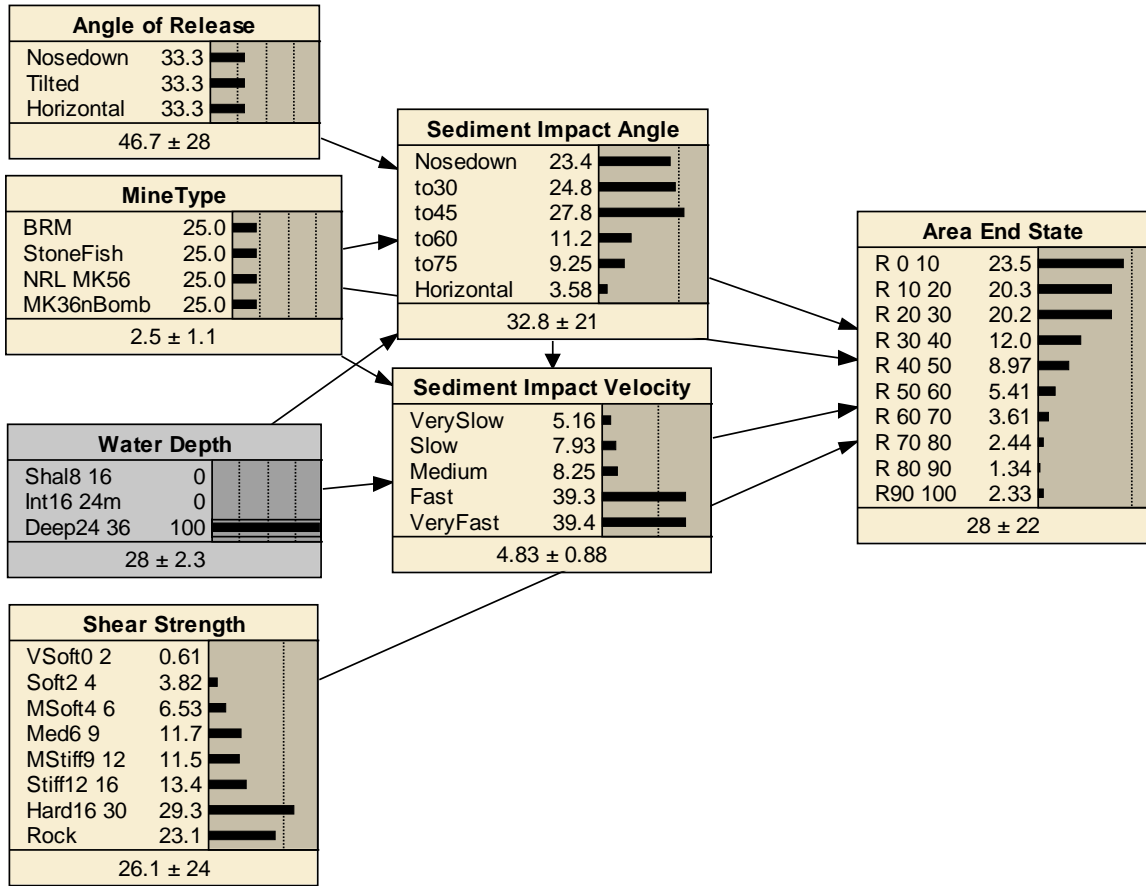 Angle of Release
Nosedown 33.3
Tilted 33.3
Horizontal 33.3
46.7 ± 28
MineType
BRM 25.0
StoneFish 25.0
NRL MK56 25.0
MK36nBomb 25.0
2.5 ± 1.1
Water Depth
Shal8 16 0
Int16 24m 0
Deep24 36 100
28 ± 2.3
Shear Strength
VSoft0 2 0.61
Soft2 4 3.82
MSoft4 6 6.53
Med6 9 11.7
MStiff9 12 11.5
Stiff12 16 13.4
Hard16 30 29.3
Rock 23.1
26.1 ± 24
Sediment Impact Angle
Nosedown 23.4
to30 24.8
to45 27.8
to60 11.2
to75 9.25
Horizontal 3.58
32.8 ± 21
Sediment Impact Velocity
VerySlow 5.16
Slow 7.93
Medium 8.25
Fast 39.3
VeryFast 39.4
4.83 ± 0.88
Area End State
R 0 10 23.5
R 10 20 20.3
R 20 30 20.2
R 30 40 12.0
R 40 50 8.97
R 50 60 5.41
R 60 70 3.61
R 70 80 2.44
R 80 90 1.34
R90 100 2.33
28 ± 22